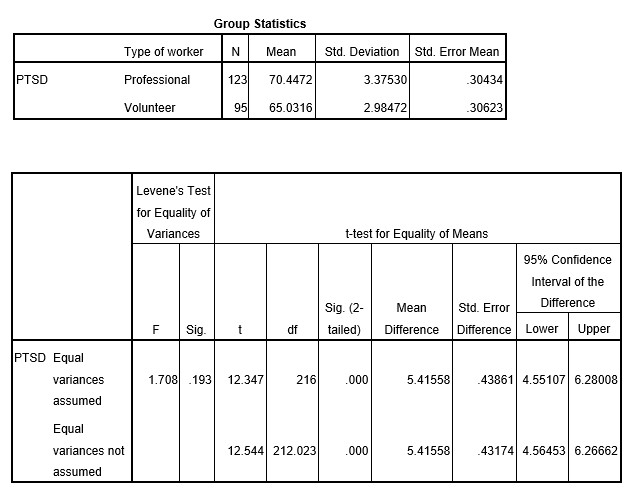 Group Statistics
Type of worker N Mean Std. Deviation Std. Error Mean
PTSD Professional 123 70.4472 3.37530 .30434
Volunteer 95 65.0316 2.98472 .30623
Levene's Test
for Equality of
Variances
t-test for Equality of Means
F
Sig.
t
df
Sig. (2-
tailed)
Mean
Difference
Std. Error
Difference
95% Confidence
Interval of the
Difference
Lower Upper
PTSD Equal
variances
assumed
1.708 .193 12.347 216 .000 5.41558 .43861 4.55107 6.28008
Equal
variances not
assumed
12.544 212.023 .000 5.41558 .43174 4.56453 6.26662